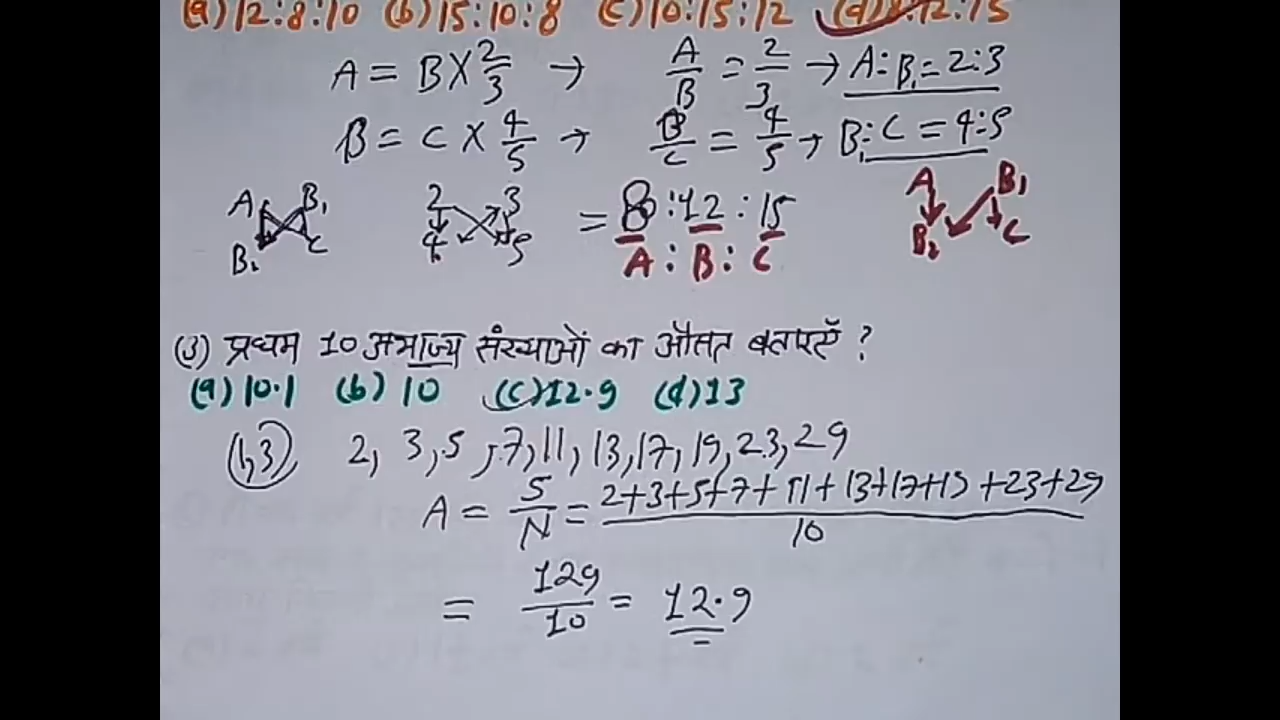 (a) 12:8:10 (b) 15:10:8 (c) 10:15:12 (d) 8:12:15
A = B × 2/3 → A/B = 2/3 → A:B₁ = 2:3
B = C × 4/5 → B/C = 4/5 → B₁:C = 4:5
A B₁ 2 3 = 8:12:15 A B₁
B₂ C 4 5 A : B : C B₂ C
(3) प्रथम 10 अभाज्य संख्याओं का औसत बताएँ ?
(a) 10.1 (b) 10 (c) 12.9 (d) 13
1,3 2, 3, 5, 7, 11, 13, 17, 19, 23, 29
A = S/N = 2+3+5+7+11+13+17+19+23+29/10
= 129/10 = 12.9